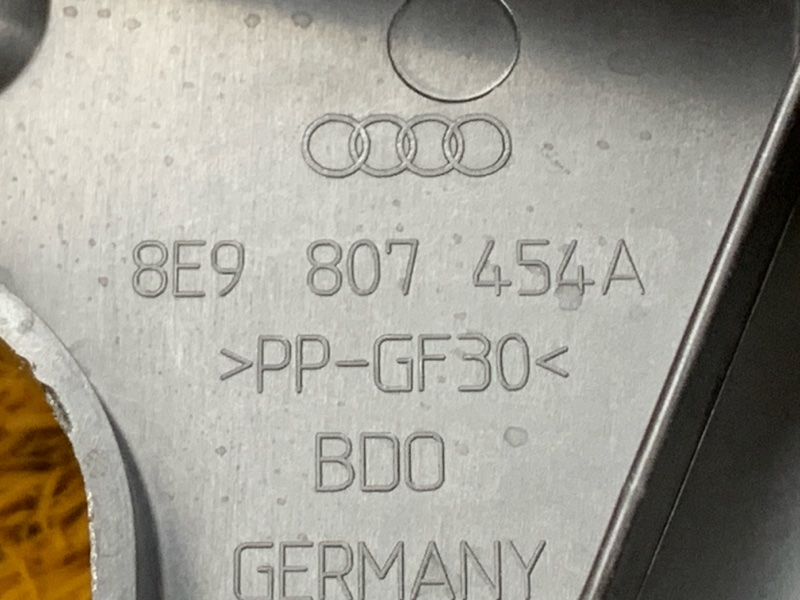 8E9 807 454A
>PP-GF30<
BDO
GERMANY